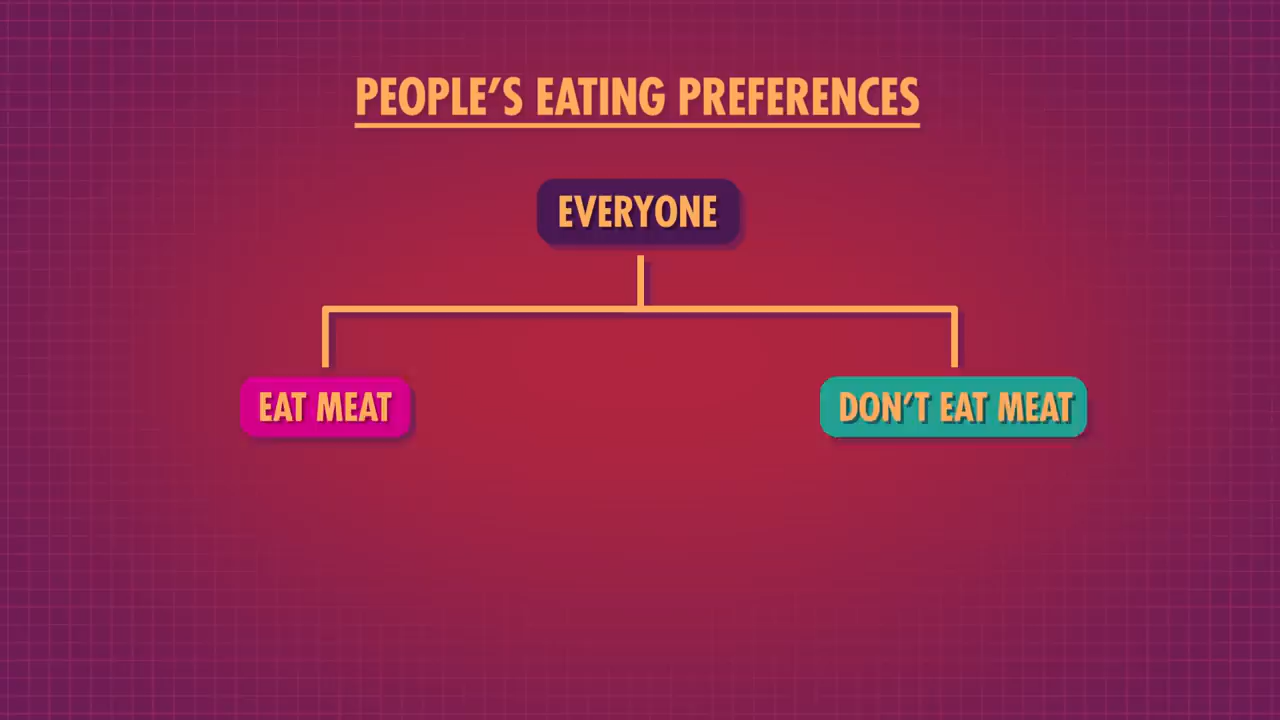 PEOPLE'S EATING PREFERENCES
EVERYONE
EAT MEAT
DON'T EAT MEAT